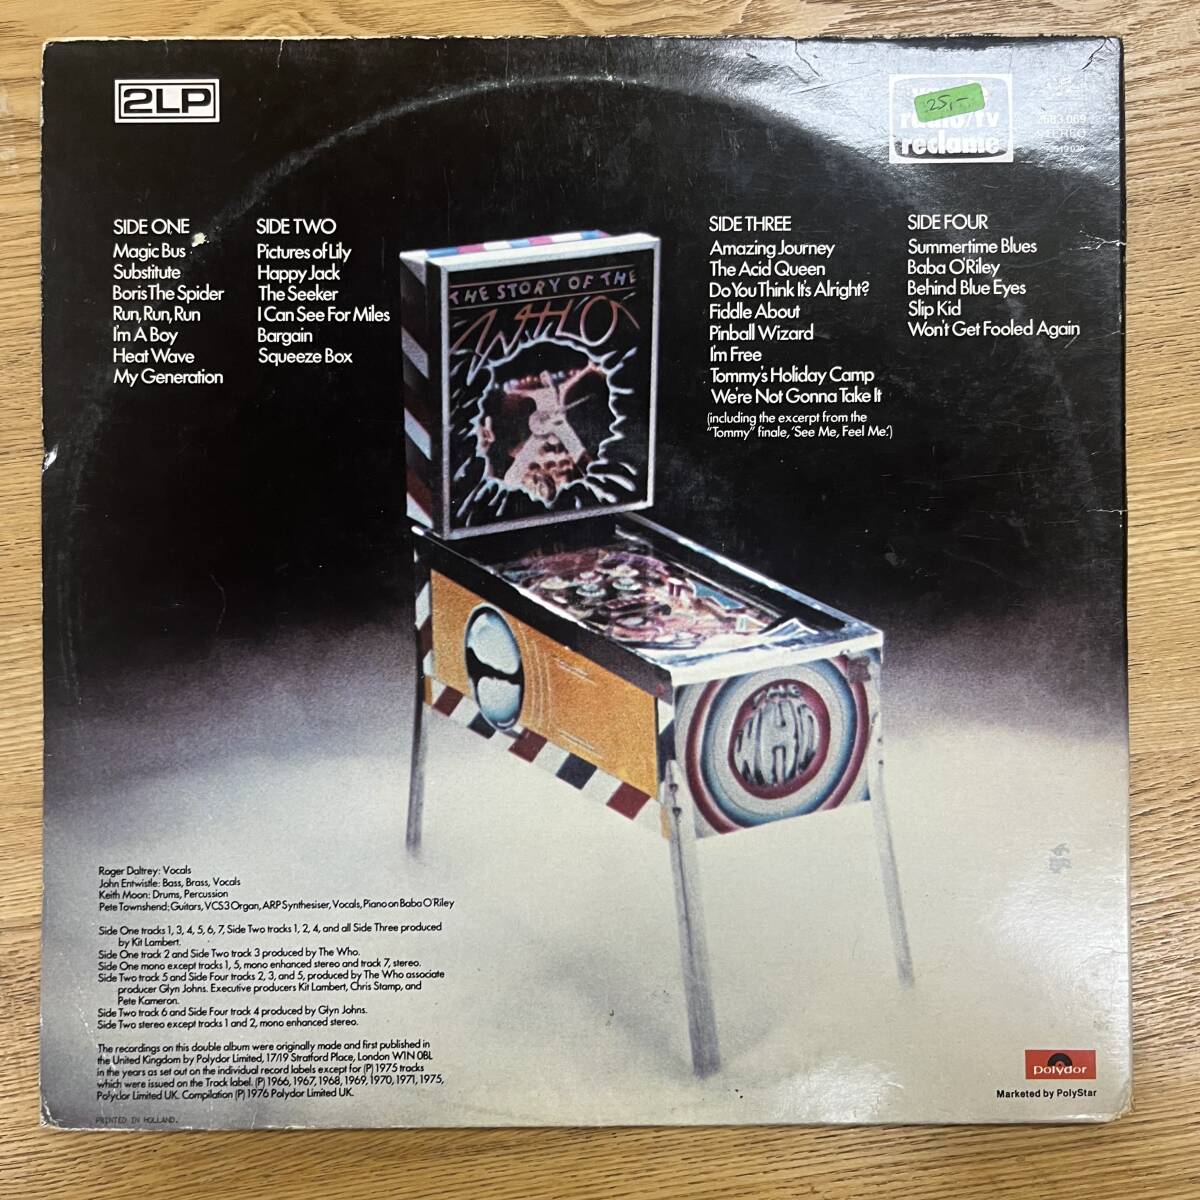 2LP
25,-
radio/tv
reclame
2683.069
STEREO
SIDE ONE
Magic Bus
Substitute
Boris The Spider
Run, Run, Run
I'm A Boy
Heat Wave
My Generation
SIDE TWO
Pictures of Lily
Happy Jack
The Seeker
I Can See For Miles
Bargain
Squeeze Box
SIDE THREE
Amazing Journey
The Acid Queen
Do You Think It's Alright?
Fiddle About
Pinball Wizard
I'm Free
Tommy's Holiday Camp
We're Not Gonna Take It
(including the excerpt from the
"Tommy" finale, 'See Me, Feel Me'.)
SIDE FOUR
Summertime Blues
Baba O'Riley
Behind Blue Eyes
Slip Kid
Won't Get Fooled Again
THE STORY OF THE
WHO
THE
WHO
Roger Daltrey: Vocals
John Entwistle: Bass, Brass, Vocals
Keith Moon: Drums, Percussion
Pete Townshend: Guitars, VCS3 Organ, ARP Synthesiser, Vocals, Piano on Baba O'Riley
Side One tracks 1, 3, 4, 5, 6, 7, Side Two tracks 1, 2, 4, and all Side Three produced
by Kit Lambert.
Side One track 2 and Side Two track 3 produced by The Who.
Side One mono except tracks 1, 5, mono enhanced stereo and track 7, stereo.
Side Two track 5 and Side Four tracks 2, 3, and 5, produced by The Who associate
producer Glyn Johns. Executive producers Kit Lambert, Chris Stamp, and
Pete Kameron.
Side Two track 6 and Side Four track 4 produced by Glyn Johns.
Side Two stereo except tracks 1 and 2, mono enhanced stereo.
The recordings on this double album were originally made and first published in
the United Kingdom by Polydor Limited, 17/19 Stratford Place, London W1N 0BL
in the years as set out on the individual record labels except for (P) 1975 tracks
which were issued on the Track label. (P) 1966, 1967, 1968, 1969, 1970, 1971, 1975,
Polydor Limited UK. Compilation (P) 1976 Polydor Limited UK.
PRINTED IN HOLLAND.
polydor
Marketed by PolyStar